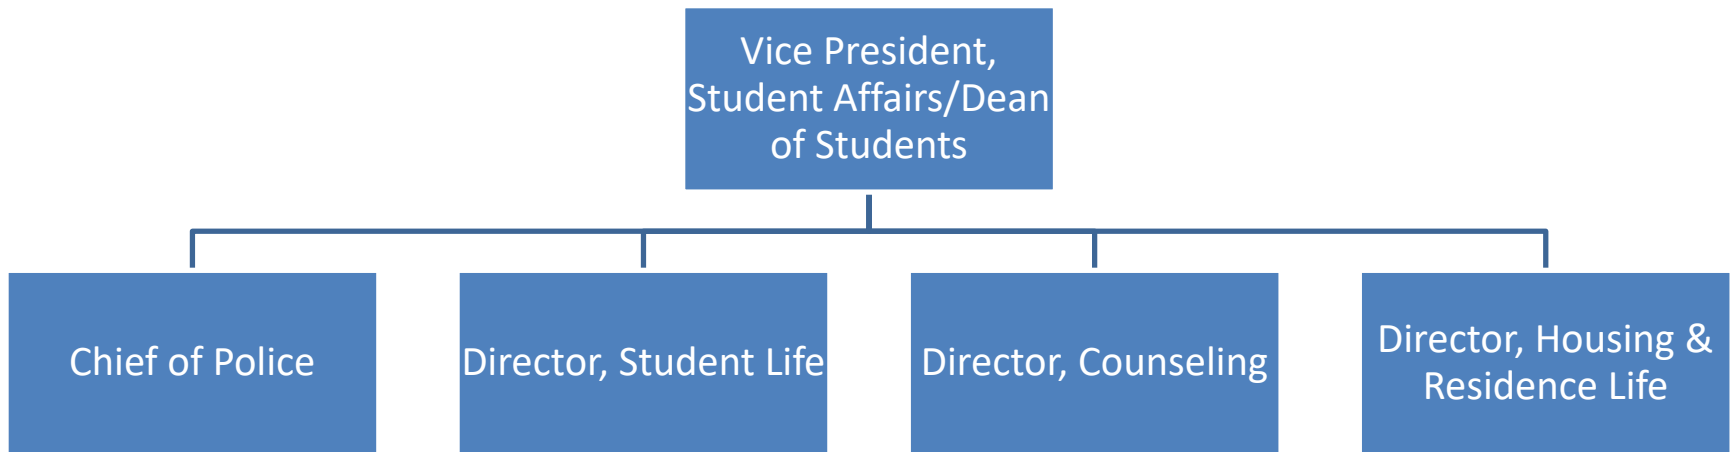 Vice President,
Student Affairs/Dean
of Students
Chief of Police
Director, Student Life
Director, Counseling
Director, Housing &
Residence Life